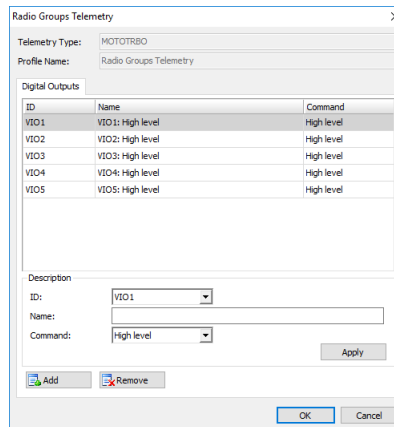 Radio Groups Telemetry
Telemetry Type: MOTOTRBO
Profile Name: Radio Groups Telemetry
Digital Outputs
ID Name Command
VIO1 VIO1: High level High level
VIO2 VIO2: High level High level
VIO3 VIO3: High level High level
VIO4 VIO4: High level High level
VIO5 VIO5: High level High level
Description
ID: VIO1
Name:
Command: High level
Apply
Add Remove
OK Cancel